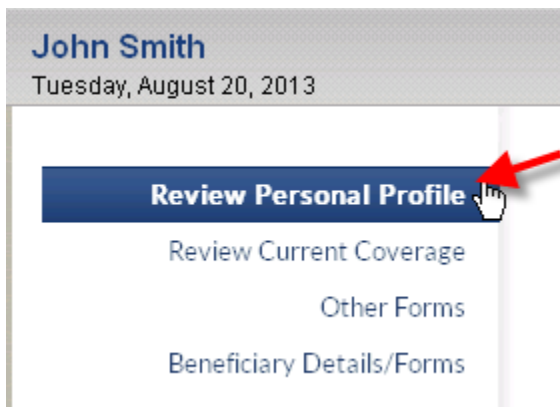 John Smith
Tuesday, August 20, 2013
Review Personal Profile
Review Current Coverage
Other Forms
Beneficiary Details/Forms